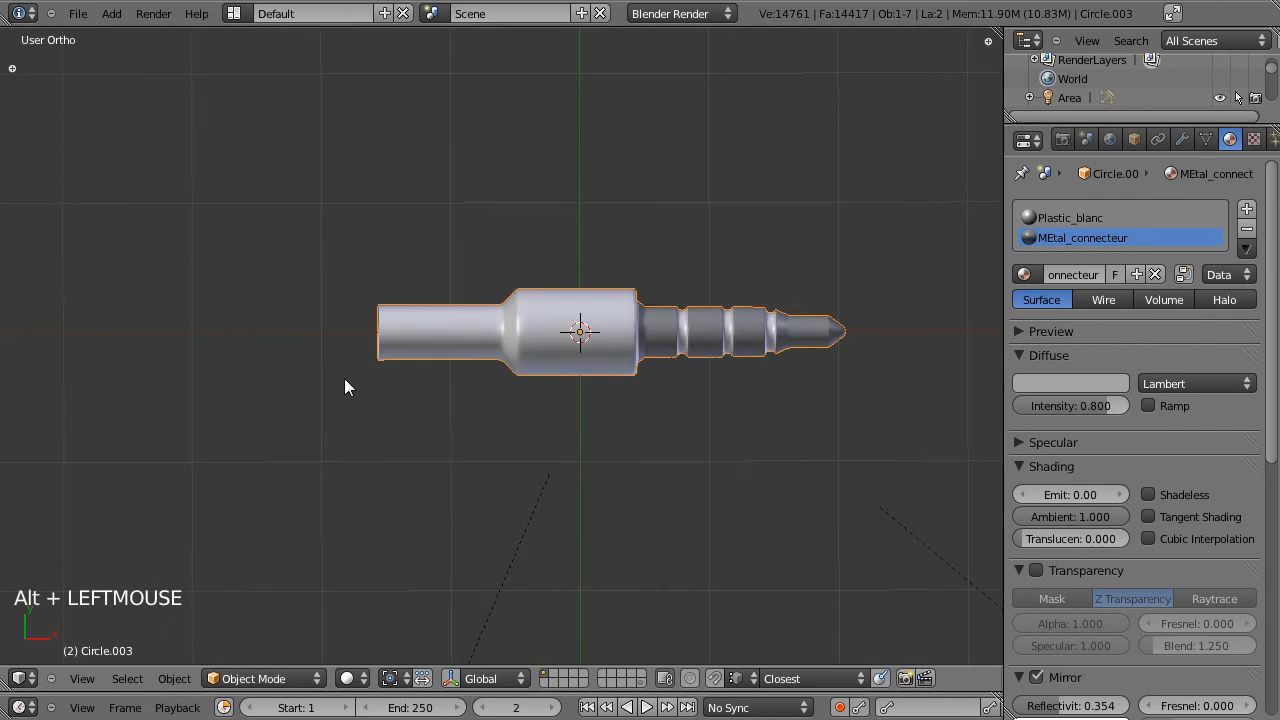 File Add Render Help Default Scene Blender Render Ve:14761 | Fa:14417 | Ob:1-7 | La:2 | Mem:11.90M (10.83M) | Circle.003
User Ortho
View Search All Scenes
RenderLayers |
World
Area |
Circle.00 MEtal_connect
Plastic_blanc
MEtal_connecteur
onnecteur F Data
Surface Wire Volume Halo
Preview
Diffuse
Lambert
Intensity: 0.800 Ramp
Specular
Shading
Emit: 0.00 Shadeless
Ambient: 1.000 Tangent Shading
Translucen: 0.000 Cubic Interpolation
Transparency
Mask Z Transparency Raytrace
Alpha: 1.000 Fresnel: 0.000
Specular: 1.000 Blend: 1.250
Mirror
Reflectivity: 0.354 Fresnel: 0.000
Alt + LEFTMOUSE
(2) Circle.003
View Select Object Object Mode Global Closest
View Frame Playback Start: 1 End: 250 2 No Sync